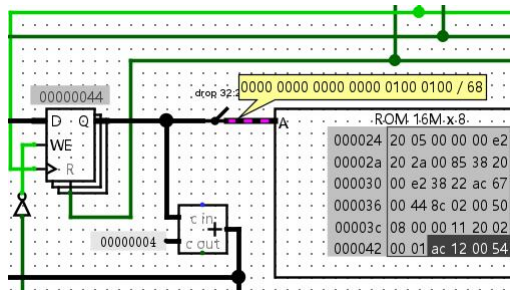 drop 32:2
0000 0000 0000 0000 0100 0100 / 68
00000044
D Q
WE
R
A
ROM 16M x 8
000024 20 05 00 00 00 e2
00002a 20 2a 00 85 38 20
000030 00 e2 38 22 ac 67
000036 00 44 8c 02 00 50
00003c 08 00 00 11 20 02
000042 00 01 ac 12 00 54
c in
+
c out
00000004